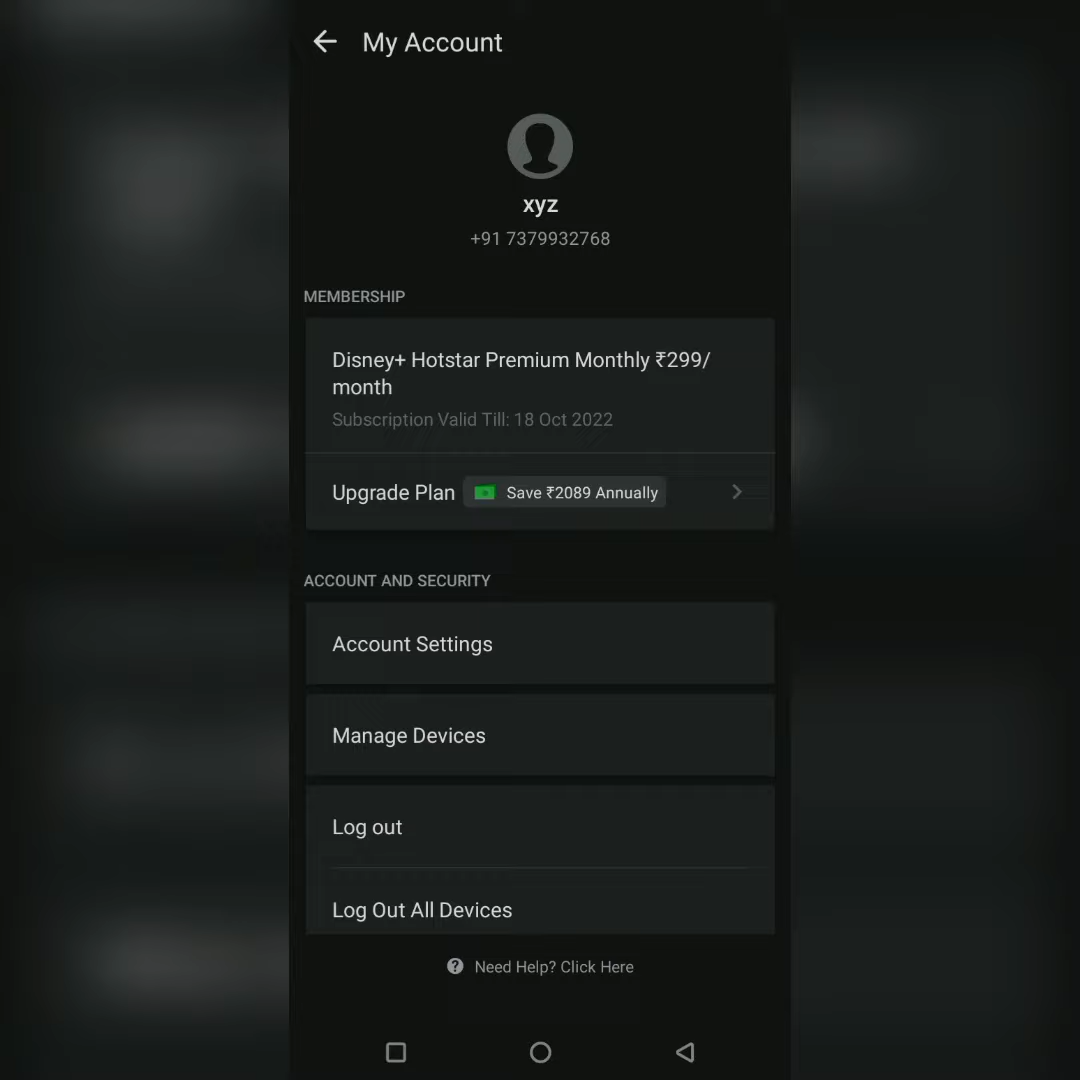 My Account
xyz
+91 7379932768
MEMBERSHIP
Disney+ Hotstar Premium Monthly ₹299/
month
Subscription Valid Till: 18 Oct 2022
Upgrade Plan Save ₹2089 Annually
ACCOUNT AND SECURITY
Account Settings
Manage Devices
Log out
Log Out All Devices
Need Help? Click Here